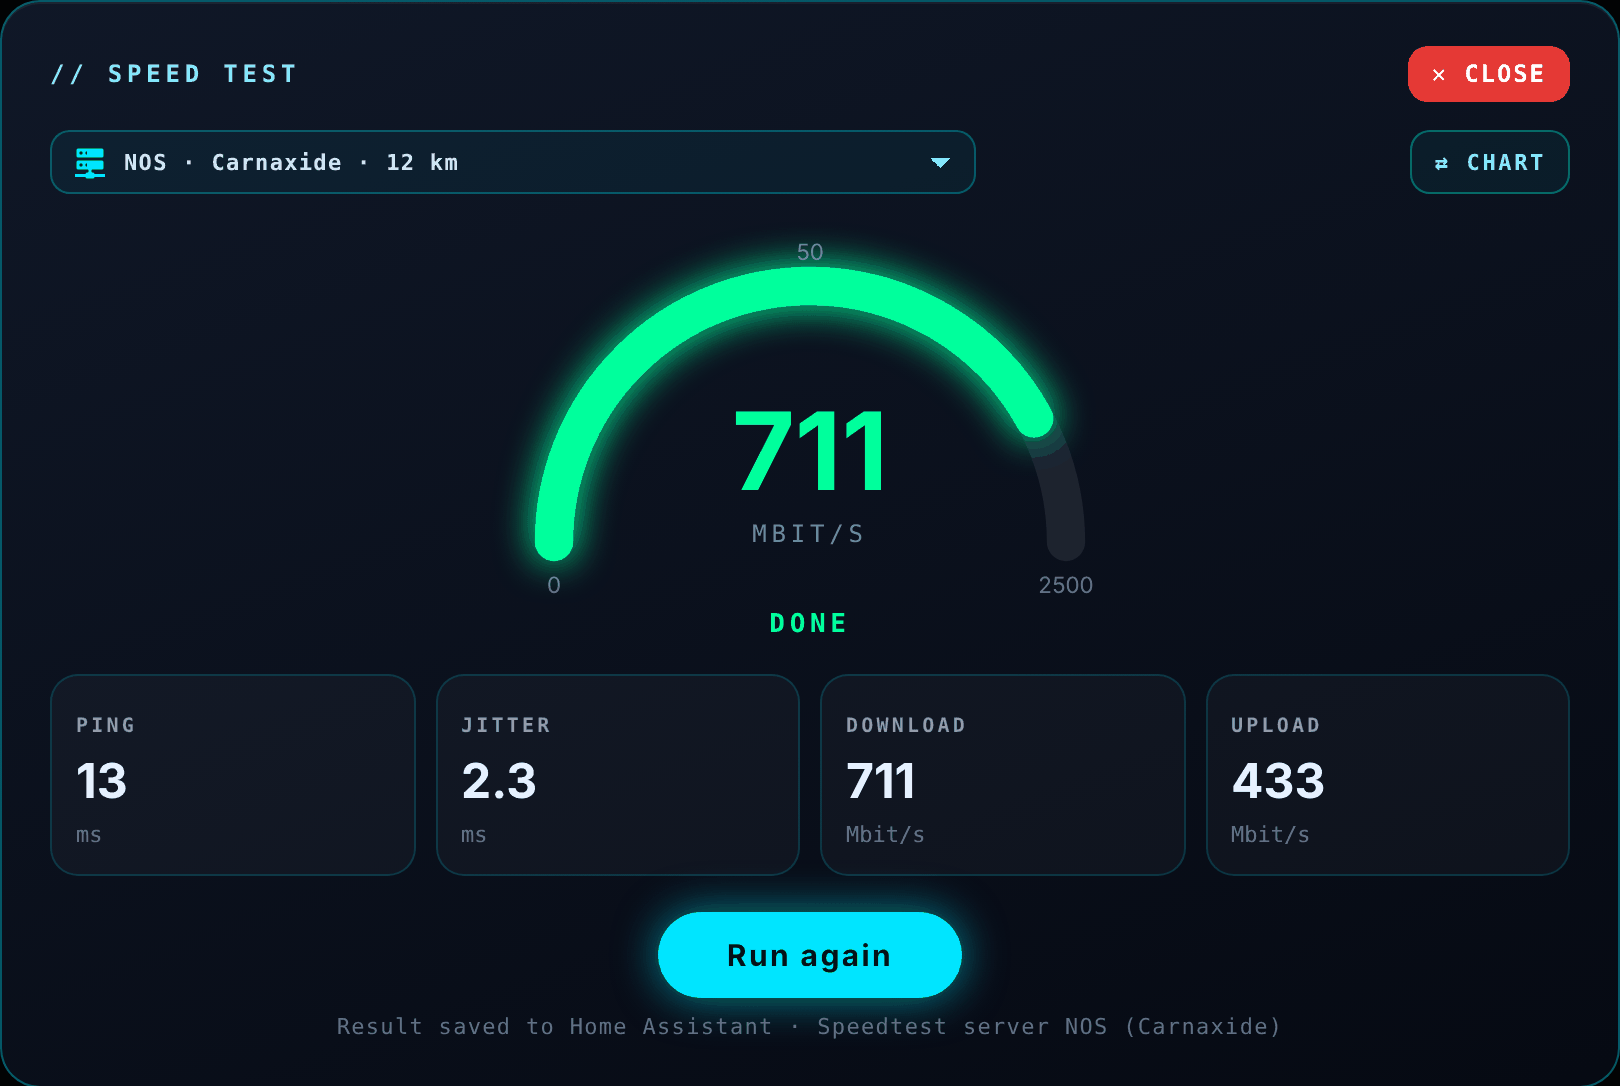 // SPEED TEST
× CLOSE
NOS · Carnaxide · 12 km
⇄ CHART
50
711
MBIT/S
0
2500
DONE
PING
13
ms
JITTER
2.3
ms
DOWNLOAD
711
Mbit/s
UPLOAD
433
Mbit/s
Run again
Result saved to Home Assistant · Speedtest server NOS (Carnaxide)